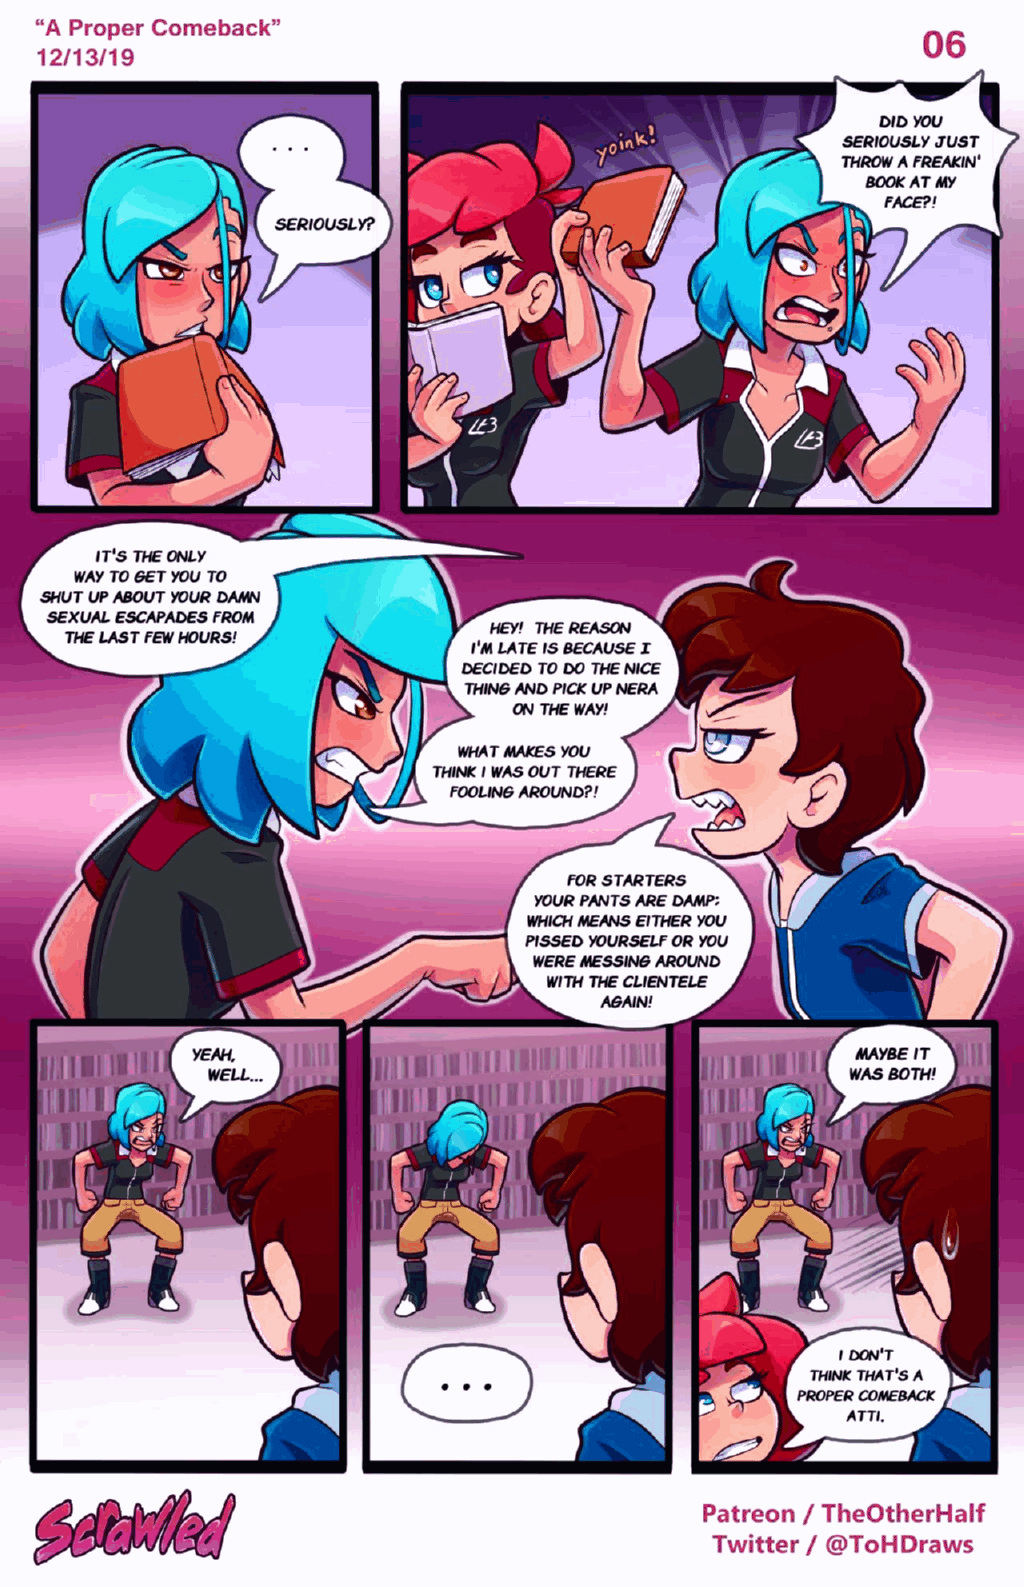 “A Proper Comeback”
12/13/19
06
...
SERIOUSLY?
yoink!
DID YOU
SERIOUSLY JUST
THROW A FREAKIN'
BOOK AT MY
FACE?!
IT'S THE ONLY
WAY TO GET YOU TO
SHUT UP ABOUT YOUR DAMN
SEXUAL ESCAPADES FROM
THE LAST FEW HOURS!
HEY! THE REASON
I'M LATE IS BECAUSE I
DECIDED TO DO THE NICE
THING AND PICK UP NERA
ON THE WAY!
WHAT MAKES YOU
THINK I WAS OUT THERE
FOOLING AROUND?!
FOR STARTERS
YOUR PANTS ARE DAMP;
WHICH MEANS EITHER YOU
PISSED YOURSELF OR YOU
WERE MESSING AROUND
WITH THE CLIENTELE
AGAIN!
YEAH,
WELL...
...
MAYBE IT
WAS BOTH!
I DON'T
THINK THAT'S A
PROPER COMEBACK
ATTI.
Scrawled
Patreon / TheOtherHalf
Twitter / @ToHDraws